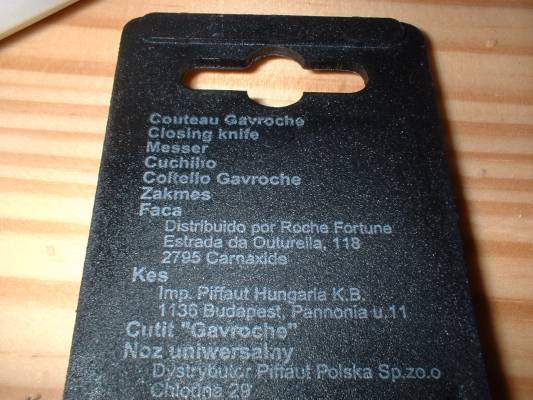 Couteau Gavroche
Closing knife
Messer
Cuchillo
Coltello Gavroche
Zakmes
Faca
Distribuido por Roche Fortune
Estrada da Outurella, 118
2795 Carnaxide
Kes
Imp. Piffaut Hungaria K.B.
1136 Budapest, Pannonia u.11
Cutit "Gavroche"
Noz uniwersalny
Dystrybutor Piffaut Polska Sp.zo.o
Chlodna 29